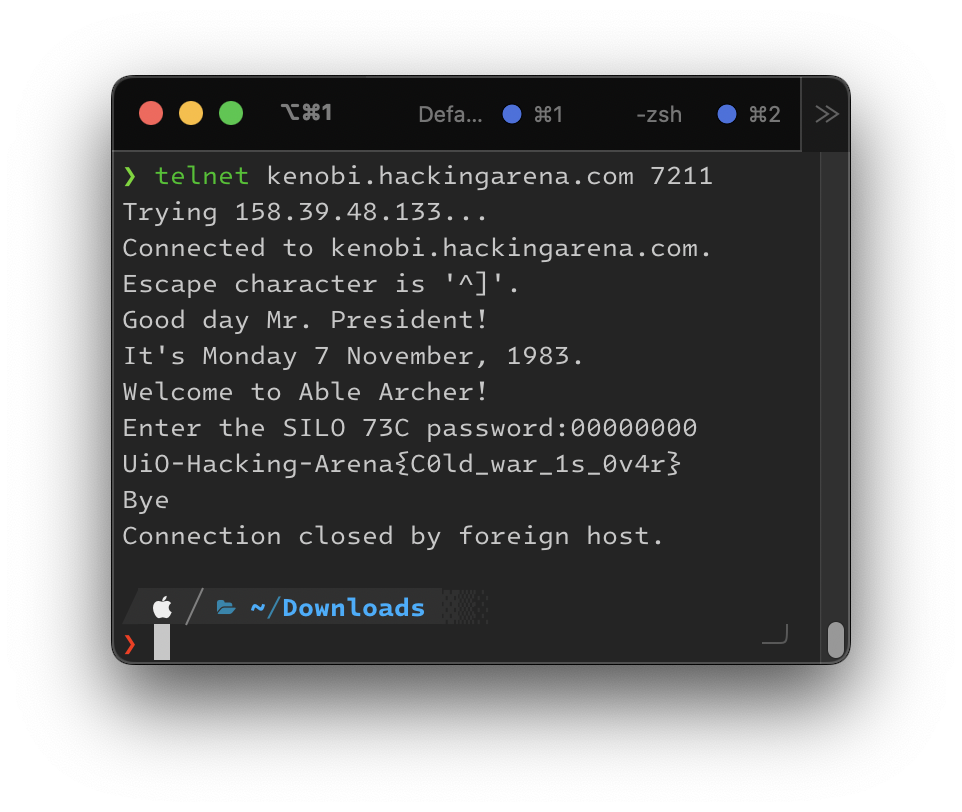 ⌥⌘1 Defa... ⌘1 -zsh ⌘2 >>
❯ telnet kenobi.hackingarena.com 7211
Trying 158.39.48.133...
Connected to kenobi.hackingarena.com.
Escape character is '^]'.
Good day Mr. President!
It's Monday 7 November, 1983.
Welcome to Able Archer!
Enter the SILO 73C password:00000000
UiO-Hacking-Arena{C0ld_war_1s_0v4r}
Bye
Connection closed by foreign host.
~/Downloads
❯